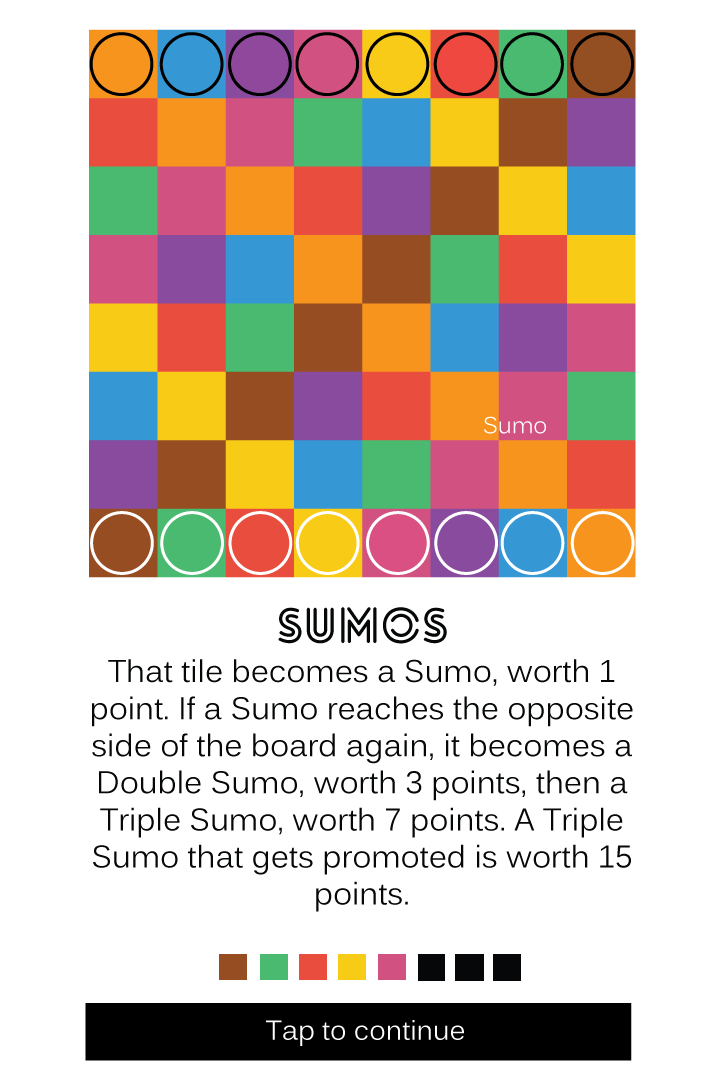 Sumo
SUMOS
That tile becomes a Sumo, worth 1
point. If a Sumo reaches the opposite
side of the board again, it becomes a
Double Sumo, worth 3 points, then a
Triple Sumo, worth 7 points. A Triple
Sumo that gets promoted is worth 15
points.
Tap to continue